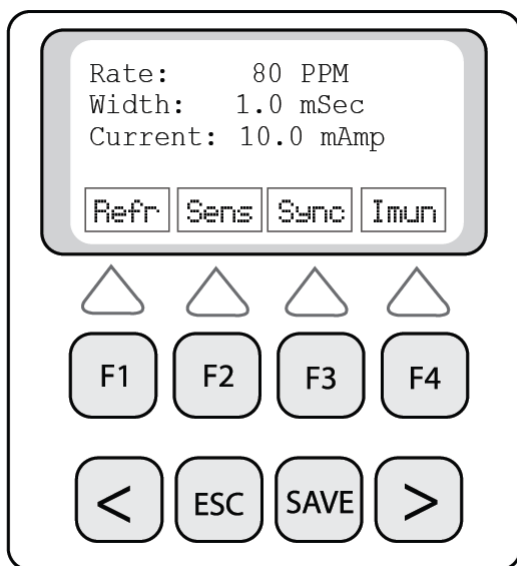 Rate: 80 PPM
Width: 1.0 mSec
Current: 10.0 mAmp
Refr Sens Sync Imun
F1 F2 F3 F4
< ESC SAVE >